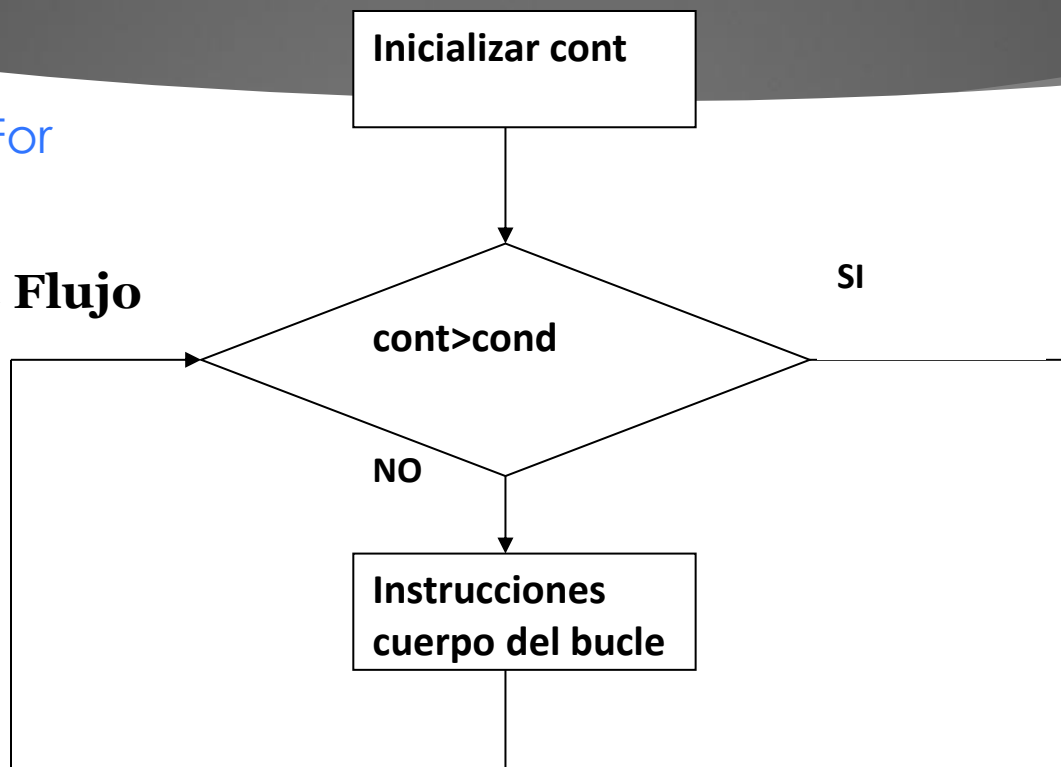 Inicializar cont
For
Flujo
SI
cont>cond
NO
Instrucciones
cuerpo del bucle